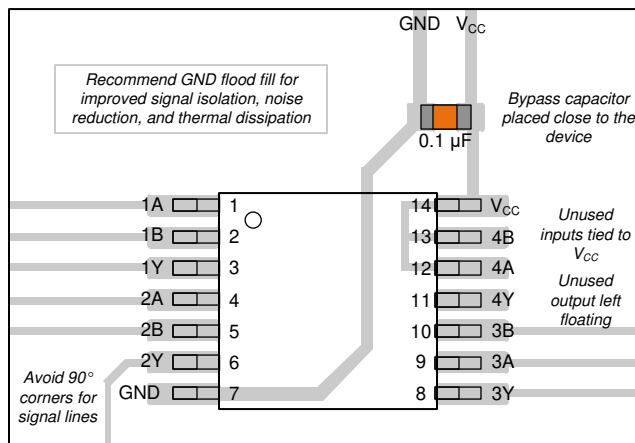 GND V_CC
Recommend GND flood fill for
improved signal isolation, noise
reduction, and thermal dissipation
Bypass capacitor
placed close to the
device
0.1 µF
1A 1 14 V_CC
1B 2 13 4B
1Y 3 12 4A
2A 4 11 4Y
2B 5 10 3B
2Y 6 9 3A
GND 7 8 3Y
Unused
inputs tied to
V_CC
Unused
output left
floating
Avoid 90°
corners for
signal lines